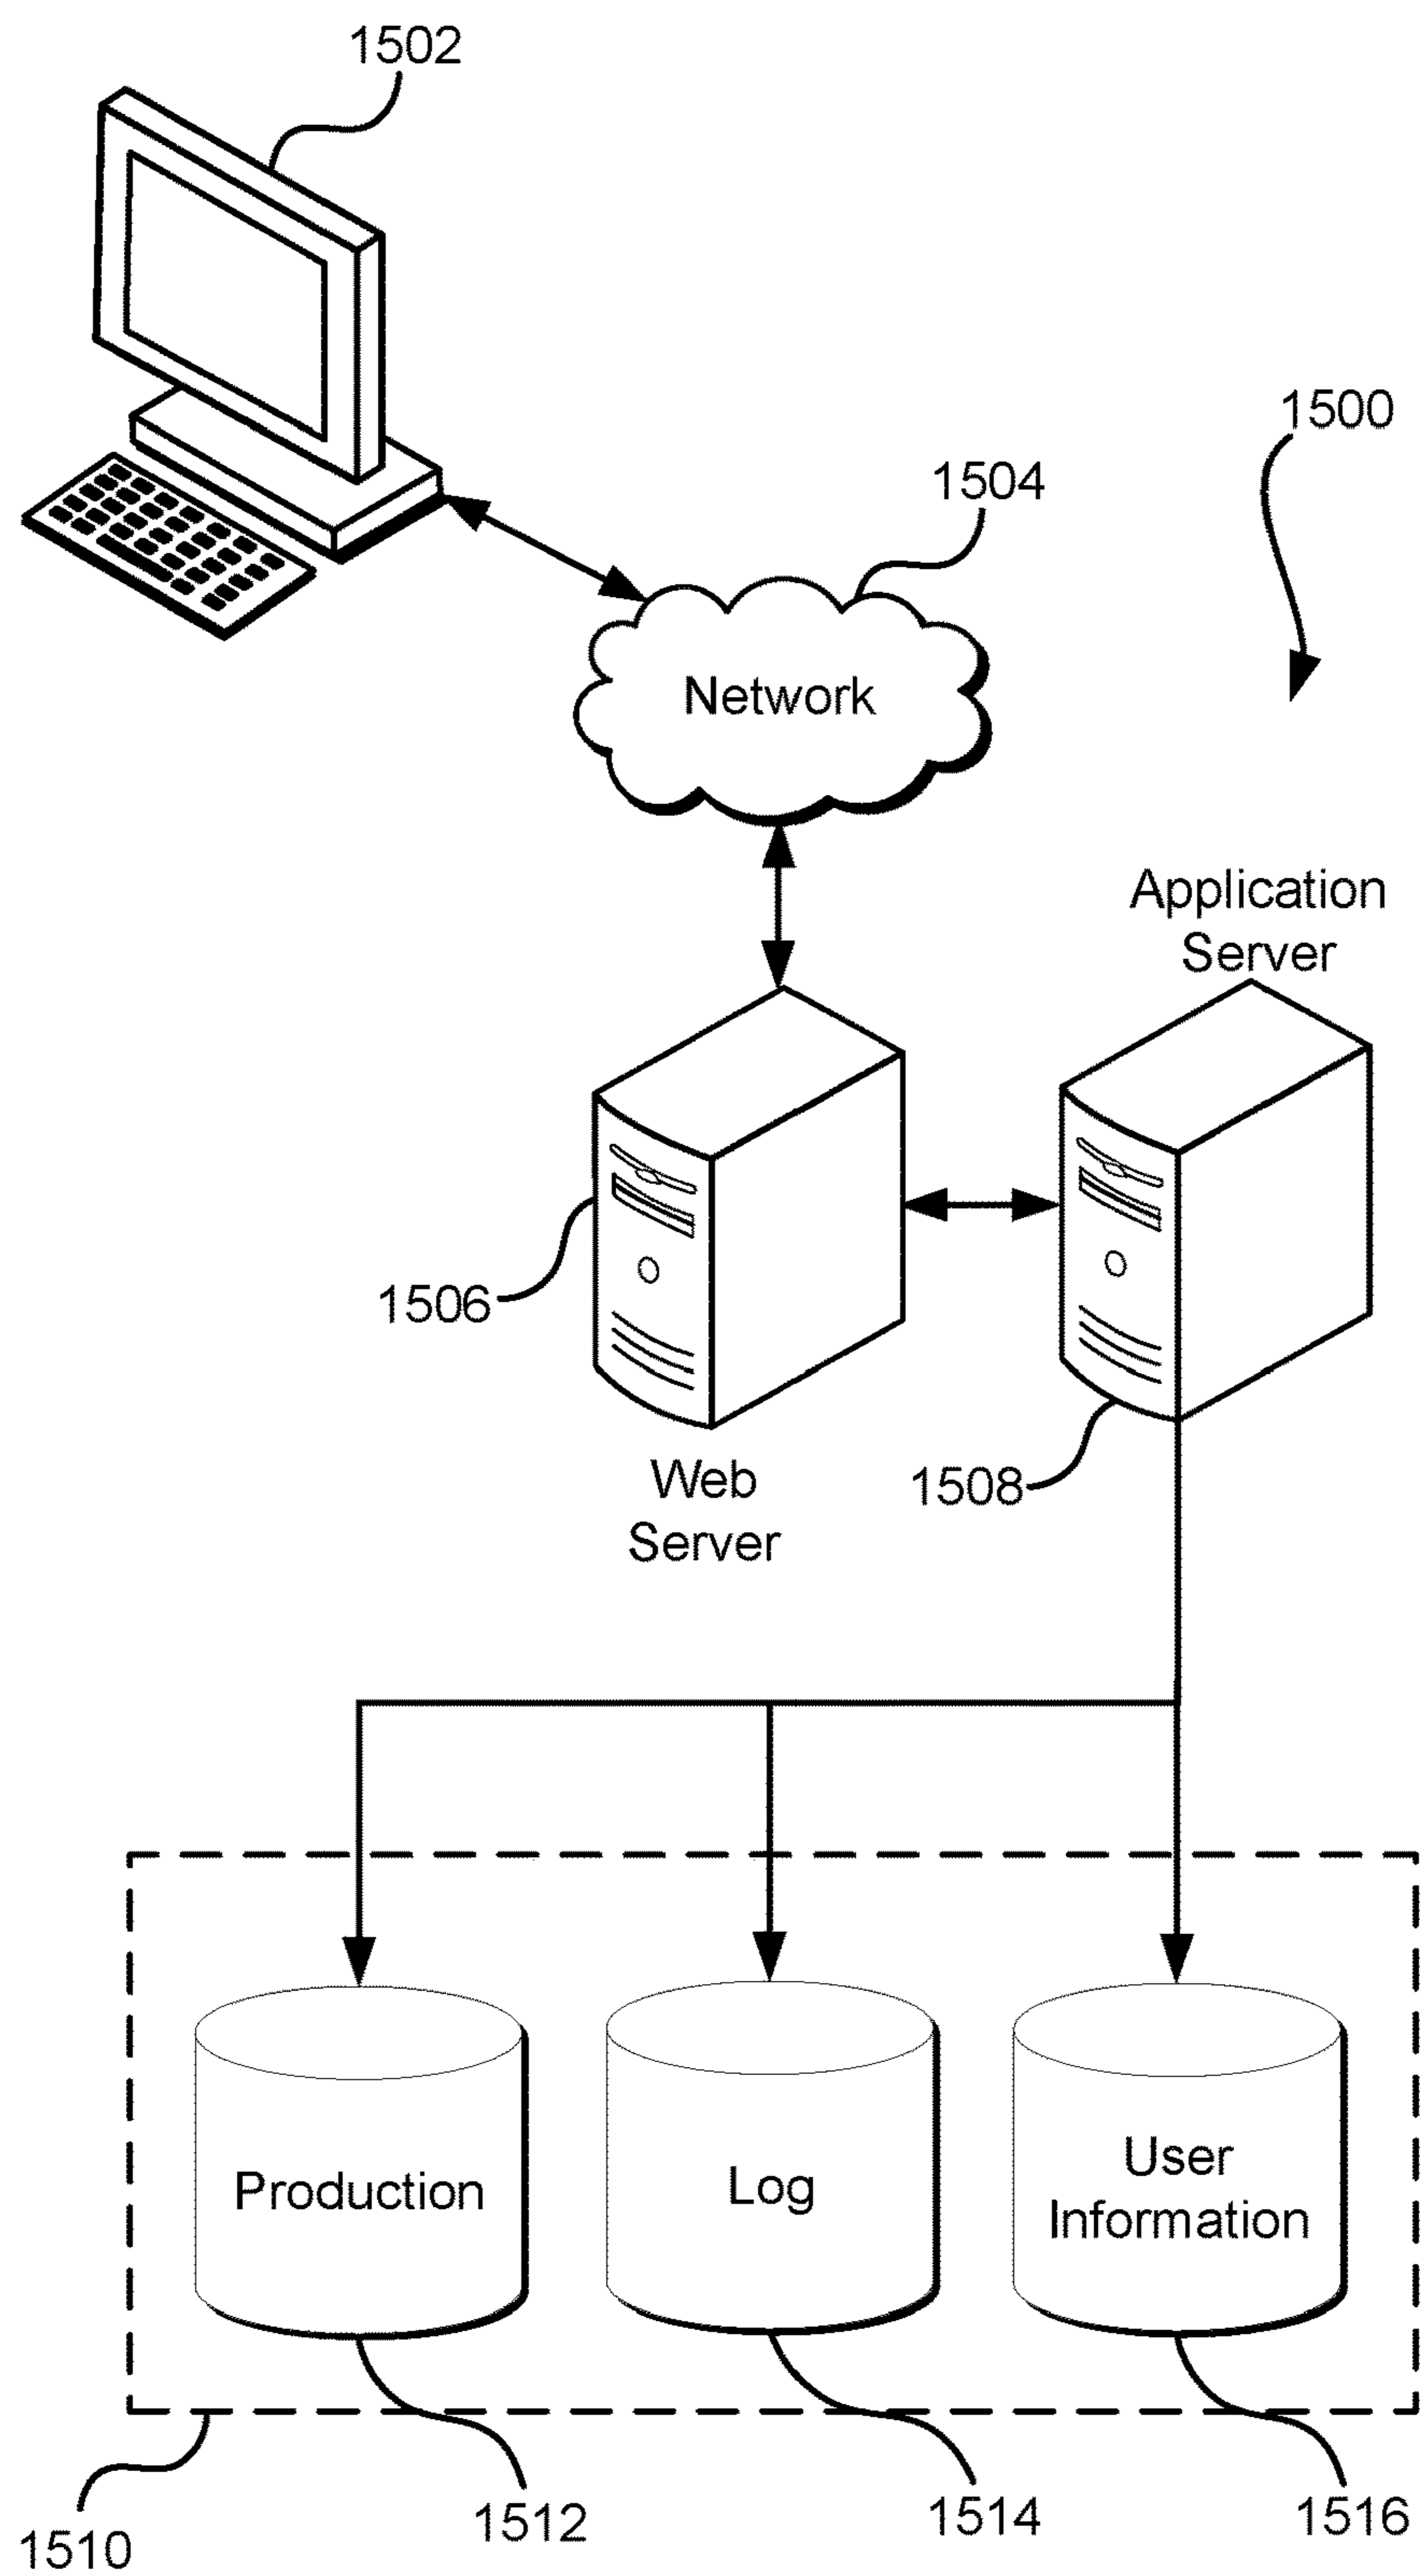 1502
1500
1504
Network
Application
Server
1506
1508
Web
Server
Production
Log
User
Information
1510
1512
1514
1516